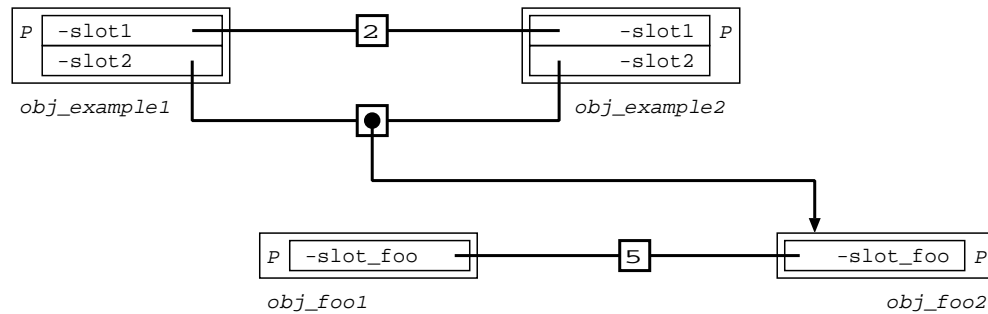 P -slot1 2 -slot1 P
-slot2 -slot2
obj_example1 obj_example2
P -slot_foo 5 -slot_foo P
obj_foo1 obj_foo2